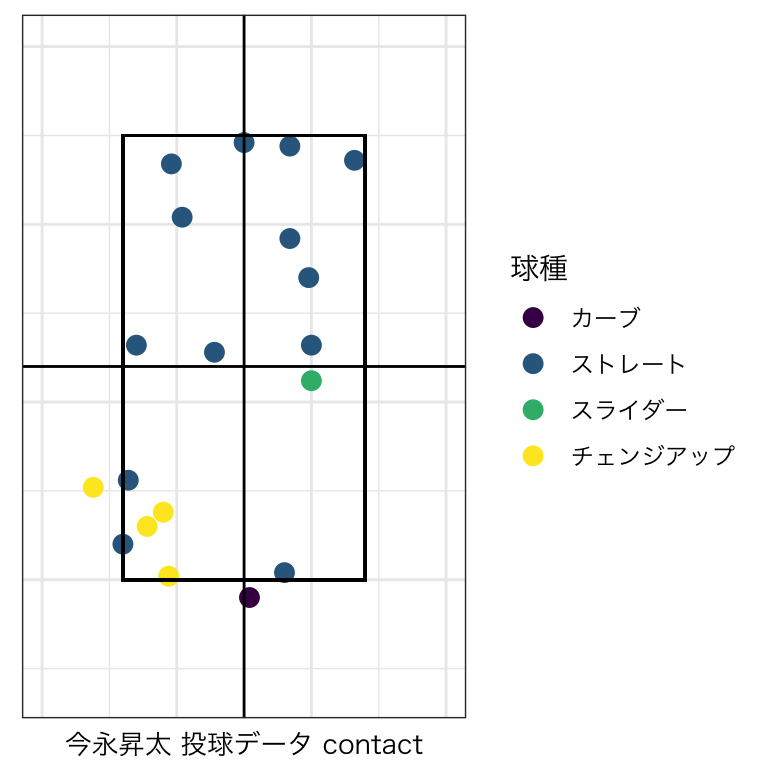 球種
カーブ
ストレート
スライダー
チェンジアップ
今永昇太 投球データ contact